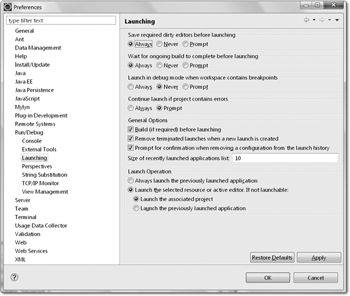 Preferences
type filter text
General
Ant
Data Management
Help
Install/Update
Java
Java EE
Java Persistence
JavaScript
Mylyn
Plug-in Development
Remote Systems
Run/Debug
Console
External Tools
Launching
Perspectives
String Substitution
TCP/IP Monitor
View Management
Server
Team
Terminal
Usage Data Collector
Validation
Web
Web Services
XML
Launching
Save required dirty editors before launching
Always Never Prompt
Wait for ongoing build to complete before launching
Always Never Prompt
Launch in debug mode when workspace contains breakpoints
Always Never Prompt
Continue launch if project contains errors
Always Prompt
General Options
Build (if required) before launching
Remove terminated launches when a new launch is created
Prompt for confirmation when removing a configuration from the launch history
Size of recently launched applications list: 10
Launch Operation
Always launch the previously launched application
Launch the selected resource or active editor. If not launchable:
Launch the associated project
Launch the previously launched application
Restore Defaults Apply
? OK Cancel